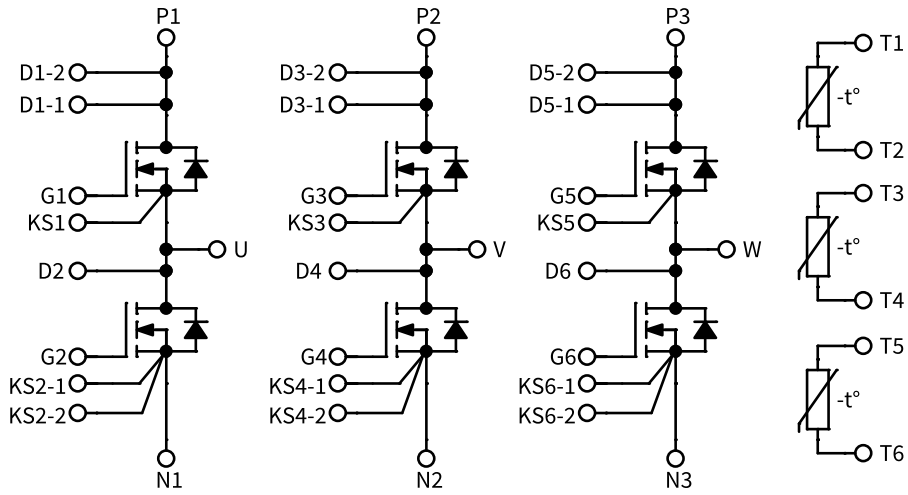 P1
P2
P3
D1-2
D3-2
D5-2
T1
D1-1
D3-1
D5-1
-t°
T2
G1
G3
G5
T3
KS1
KS3
KS5
U
V
W
-t°
D2
D4
D6
T4
G2
G4
G6
T5
KS2-1
KS4-1
KS6-1
-t°
KS2-2
KS4-2
KS6-2
T6
N1
N2
N3